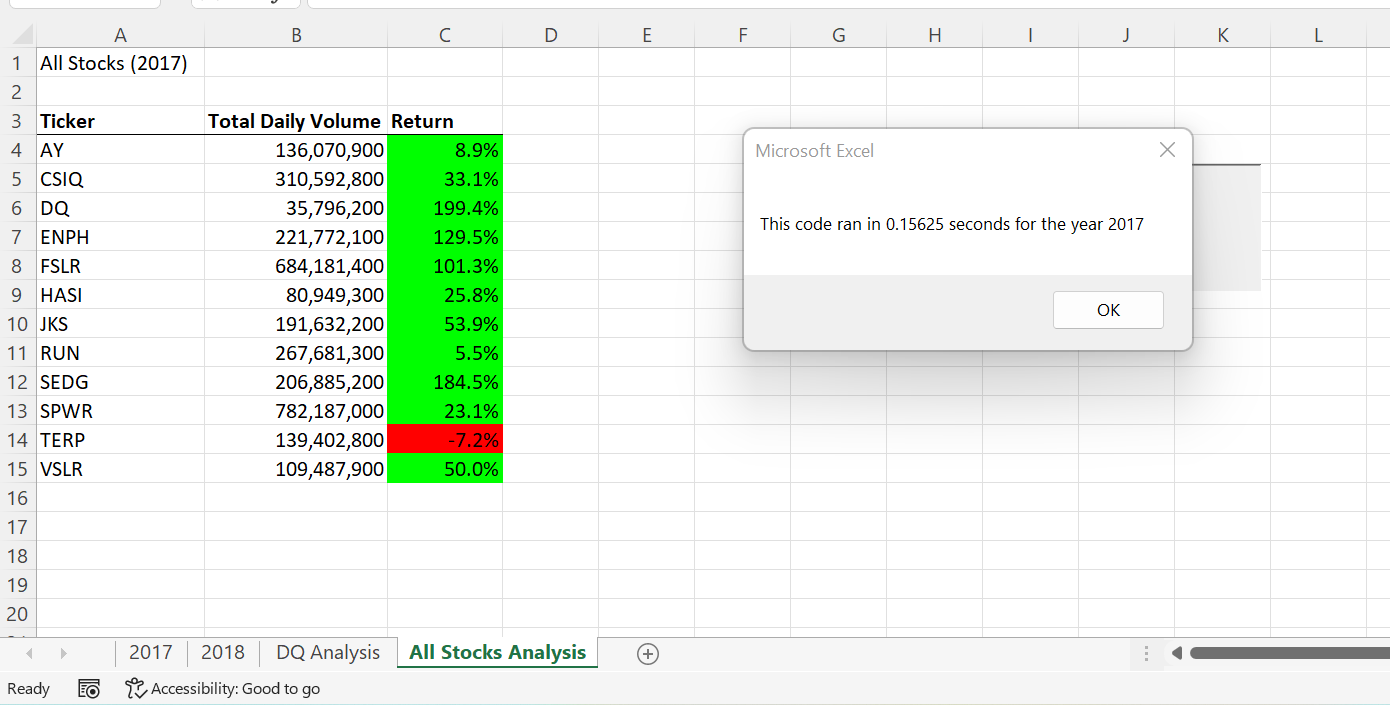 A B C D E F G H I J K L
1 All Stocks (2017)
2
3 Ticker Total Daily Volume Return
4 AY 136,070,900 8.9%
5 CSIQ 310,592,800 33.1%
6 DQ 35,796,200 199.4%
7 ENPH 221,772,100 129.5%
8 FSLR 684,181,400 101.3%
9 HASI 80,949,300 25.8%
10 JKS 191,632,200 53.9%
11 RUN 267,681,300 5.5%
12 SEDG 206,885,200 184.5%
13 SPWR 782,187,000 23.1%
14 TERP 139,402,800 -7.2%
15 VSLR 109,487,900 50.0%
16
17
18
19
20
Microsoft Excel
This code ran in 0.15625 seconds for the year 2017
OK
2017 2018 DQ Analysis All Stocks Analysis
Ready Accessibility: Good to go